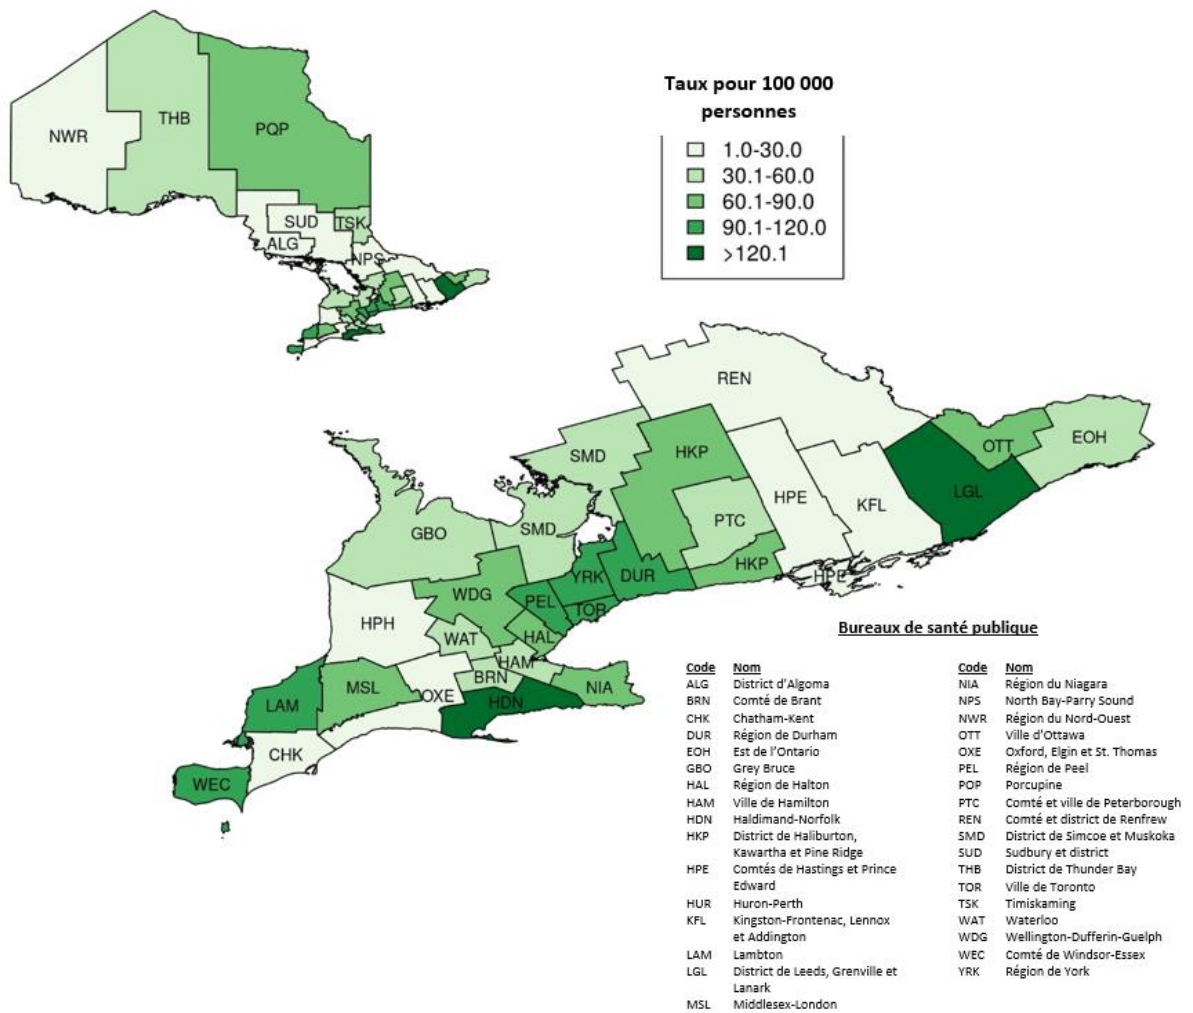 Taux pour 100 000
personnes
1.0-30.0
30.1-60.0
60.1-90.0
90.1-120.0
>120.1
NWR
THB
PQP
SUD
TSK
ALG
NPS
REN
SMD
HKP
OTT
EOH
LGL
HPE
KFL
GBO
SMD
PTC
HKP
HPE
YRK
DUR
WDG
PEL
TOR
HPH
WAT
HAL
HAM
BRN
MSL
OXE
NIA
LAM
HDN
CHK
WEC
Bureaux de santé publique
Code Nom
ALG District d'Algoma
BRN Comté de Brant
CHK Chatham-Kent
DUR Région de Durham
EOH Est de l'Ontario
GBO Grey Bruce
HAL Région de Halton
HAM Ville de Hamilton
HDN Haldimand-Norfolk
HKP District de Haliburton,
Kawartha et Pine Ridge
HPE Comtés de Hastings et Prince
Edward
HUR Huron-Perth
KFL Kingston-Frontenac, Lennox
et Addington
LAM Lambton
LGL District de Leeds, Grenville et
Lanark
MSL Middlesex-London
Code Nom
NIA Région du Niagara
NPS North Bay-Parry Sound
NWR Région du Nord-Ouest
OTT Ville d'Ottawa
OXE Oxford, Elgin et St. Thomas
PEL Région de Peel
POP Porcupine
PTC Comté et ville de Peterborough
REN Comté et district de Renfrew
SMD District de Simcoe et Muskoka
SUD Sudbury et district
THB District de Thunder Bay
TOR Ville de Toronto
TSK Timiskaming
WAT Waterloo
WDG Wellington-Dufferin-Guelph
WEC Comté de Windsor-Essex
YRK Région de York